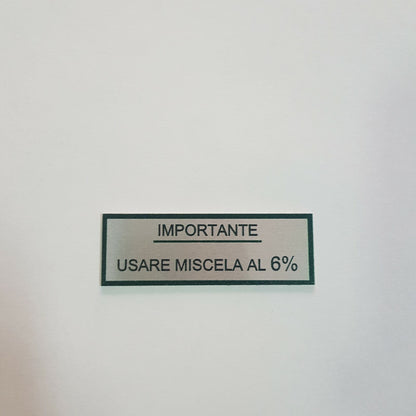 IMPORTANTE
USARE MISCELA AL 6%